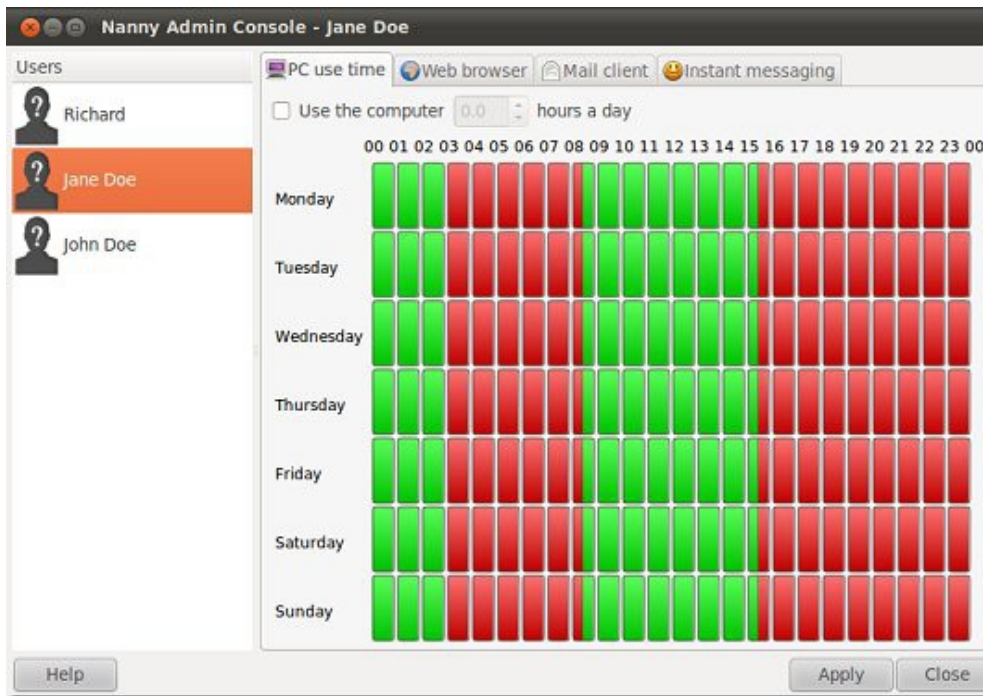 Nanny Admin Console - Jane Doe
Users
PC use time Web browser Mail client Instant messaging
Richard
Use the computer 0.0 hours a day
00 01 02 03 04 05 06 07 08 09 10 11 12 13 14 15 16 17 18 19 20 21 22 23 00
Jane Doe
Monday
John Doe
Tuesday
Wednesday
Thursday
Friday
Saturday
Sunday
Help
Apply
Close